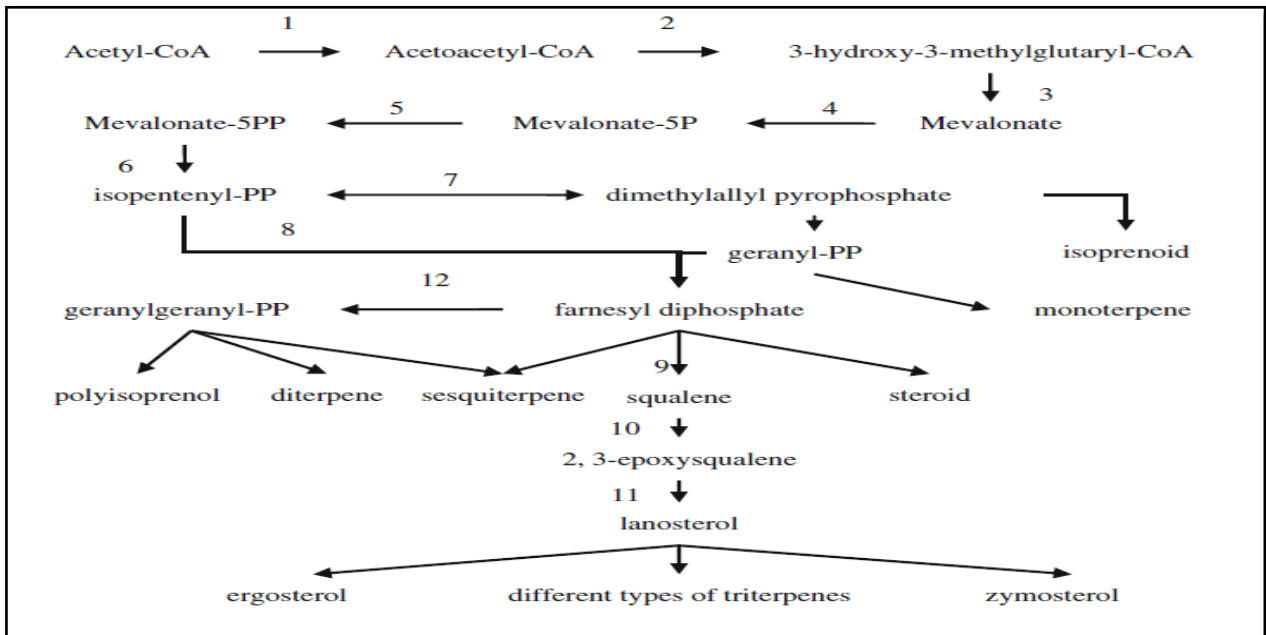 1 2
Acetyl-CoA Acetoacetyl-CoA 3-hydroxy-3-methylglutaryl-CoA
5 4 3
Mevalonate-5PP Mevalonate-5P Mevalonate
6 7
isopentenyl-PP dimethylallyl pyrophosphate
8
geranyl-PP isoprenoid
12
geranylgeranyl-PP farnesyl diphosphate monoterpene
9
polyisoprenol diterpene sesquiterpene squalene steroid
10
2, 3-epoxysqualene
11
lanosterol
ergosterol different types of triterpenes zymosterol